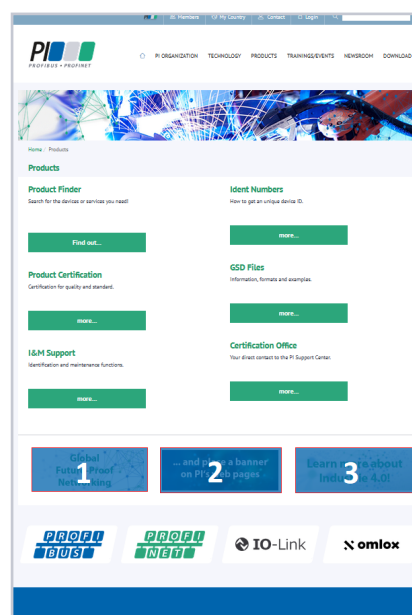 Members My Country Contact Login
PI
PROFIBUS • PROFINET
PI ORGANIZATION TECHNOLOGY PRODUCTS TRAININGS/EVENTS NEWSROOM DOWNLOAD
Home / Products
Products
Product Finder
Search for the devices or services you need!
Find out...
Ident Numbers
How to get an unique device ID.
more...
Product Certification
Certification for quality and standard.
more...
GSD Files
Information, formats and examples.
more...
I&M Support
Identification and maintenance functions.
more...
Certification Office
Your direct contact to the PI Support Center.
more...
Global
Future-Proof
Networking
1
... and place a banner
on PI's web pages
2
Learn more about
Industrie 4.0!
3
PROFI
BUS
PROFI
NET
IO-Link
omlox